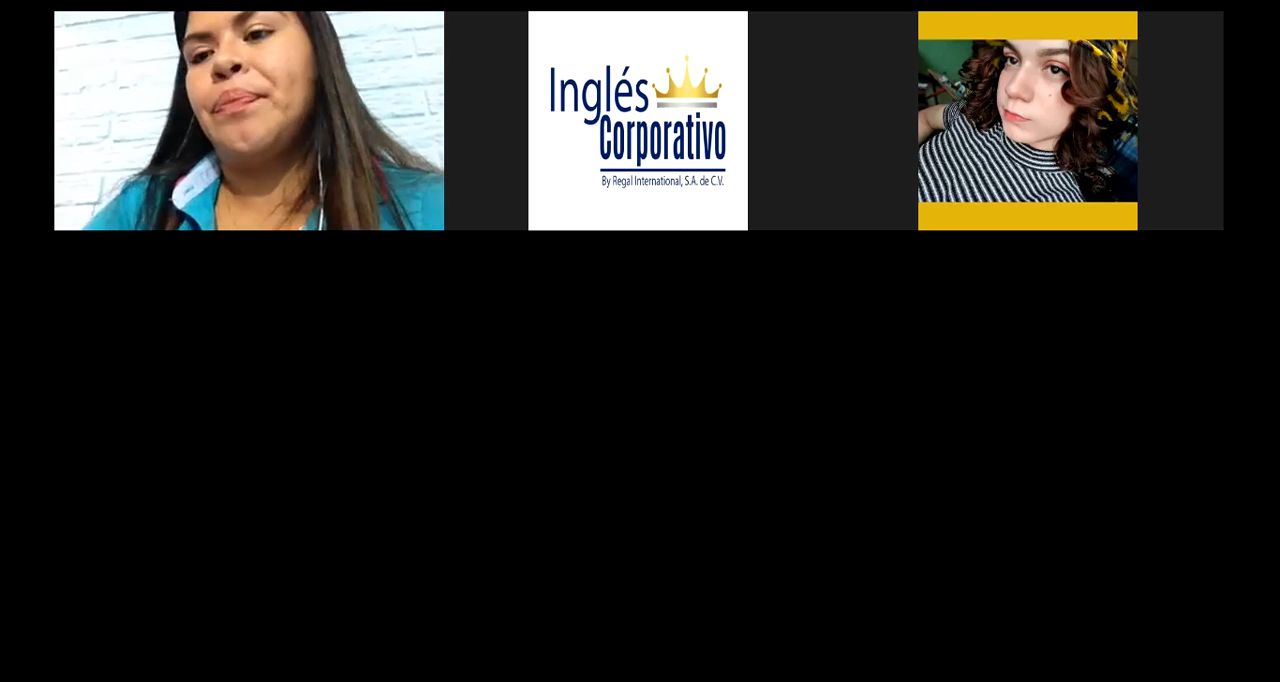 Inglés
Corporativo
By Regal International, S.A. de C.V.